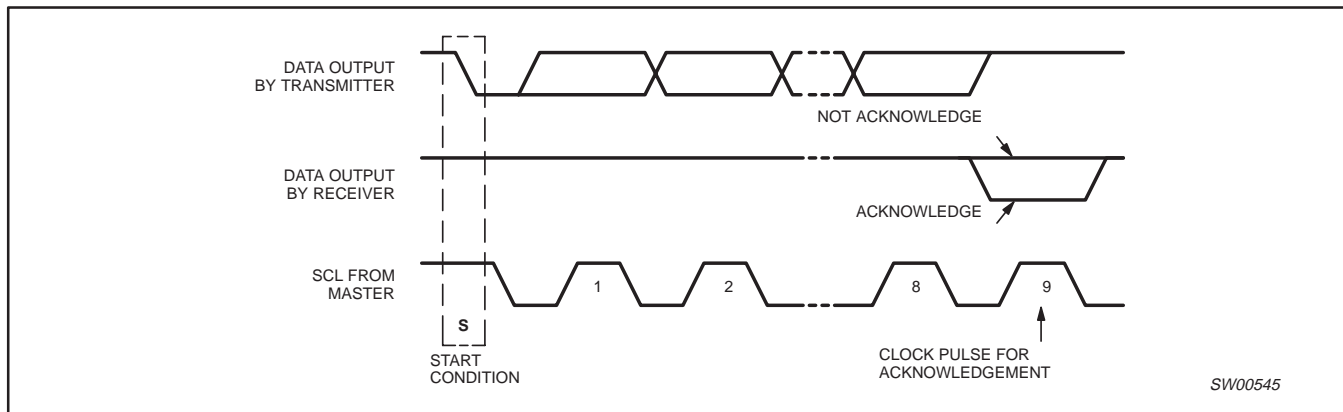 DATA OUTPUT
BY TRANSMITTER
NOT ACKNOWLEDGE
DATA OUTPUT
BY RECEIVER
ACKNOWLEDGE
SCL FROM
MASTER
1
2
8
9
S
START
CONDITION
CLOCK PULSE FOR
ACKNOWLEDGEMENT
SW00545